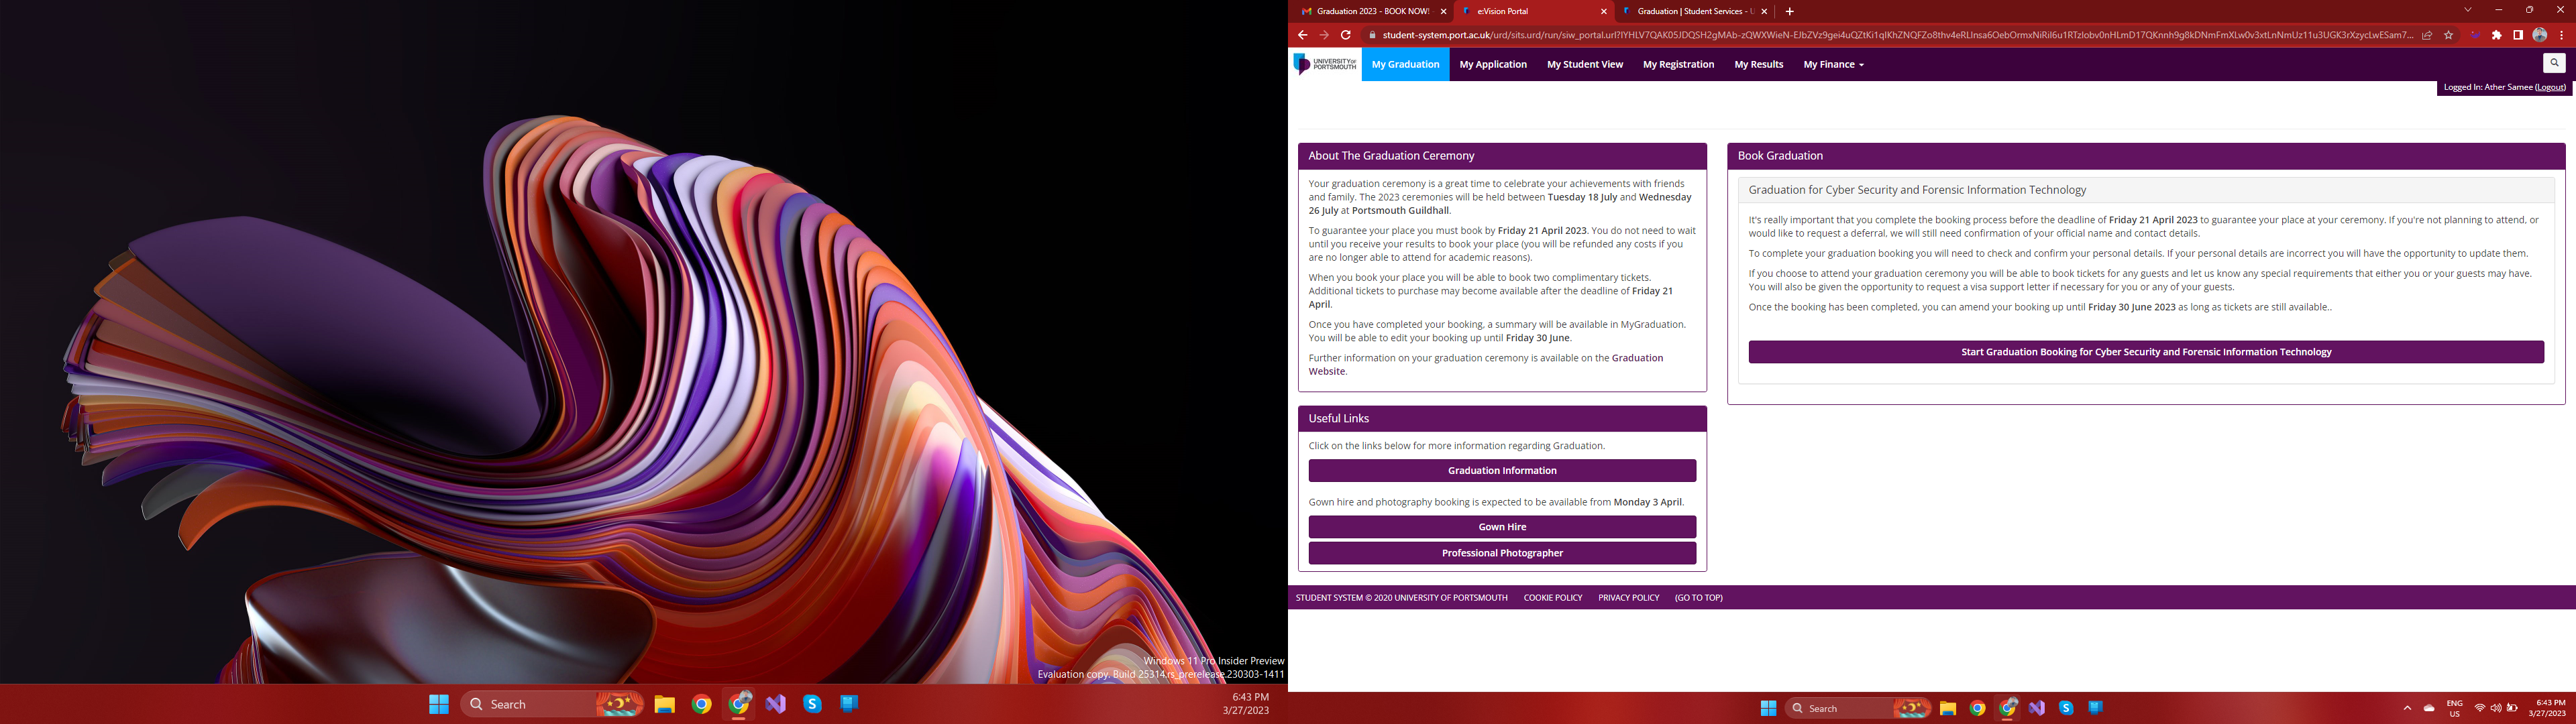 Windows 11 Pro Insider Preview
Evaluation copy. Build 25314.rs_prerelease.230303-1411
Search
6:43 PM
3/27/2023
Graduation 2023 - BOOK NOW!
e:Vision Portal
Graduation | Student Services - U
student-system.port.ac.uk
UNIVERSITY OF
PORTSMOUTH
My Graduation
My Application
My Student View
My Registration
My Results
My Finance
Logged In: Ather Samee (Logout)
About The Graduation Ceremony
Your graduation ceremony is a great time to celebrate your achievements with friends
and family. The 2023 ceremonies will be held between Tuesday 18 July and Wednesday
26 July at Portsmouth Guildhall.
To guarantee your place you must book by Friday 21 April 2023. You do not need to wait
until you receive your results to book your place (you will be refunded any costs if you
are no longer able to attend for academic reasons).
When you book your place you will be able to book two complimentary tickets.
Additional tickets to purchase may become available after the deadline of Friday 21
April.
Once you have completed your booking, a summary will be available in MyGraduation.
You will be able to edit your booking up until Friday 30 June.
Further information on your graduation ceremony is available on the Graduation
Website.
Useful Links
Click on the links below for more information regarding Graduation.
Graduation Information
Gown hire and photography booking is expected to be available from Monday 3 April.
Gown Hire
Professional Photographer
Book Graduation
Graduation for Cyber Security and Forensic Information Technology
It's really important that you complete the booking process before the deadline of Friday 21 April 2023 to guarantee your place at your ceremony. If you're not planning to attend, or
would like to request a deferral, we will still need confirmation of your official name and contact details.
To complete your graduation booking you will need to check and confirm your personal details. If your personal details are incorrect you will have the opportunity to update them.
If you choose to attend your graduation ceremony you will be able to book tickets for any guests and let us know any special requirements that either you or your guests may have.
You will also be given the opportunity to request a visa support letter if necessary for you or any of your guests.
Once the booking has been completed, you can amend your booking up until Friday 30 June 2023 as long as tickets are still available..
Start Graduation Booking for Cyber Security and Forensic Information Technology
STUDENT SYSTEM © 2020 UNIVERSITY OF PORTSMOUTH
COOKIE POLICY
PRIVACY POLICY
(GO TO TOP)
Search
ENG
US
6:43 PM
3/27/2023